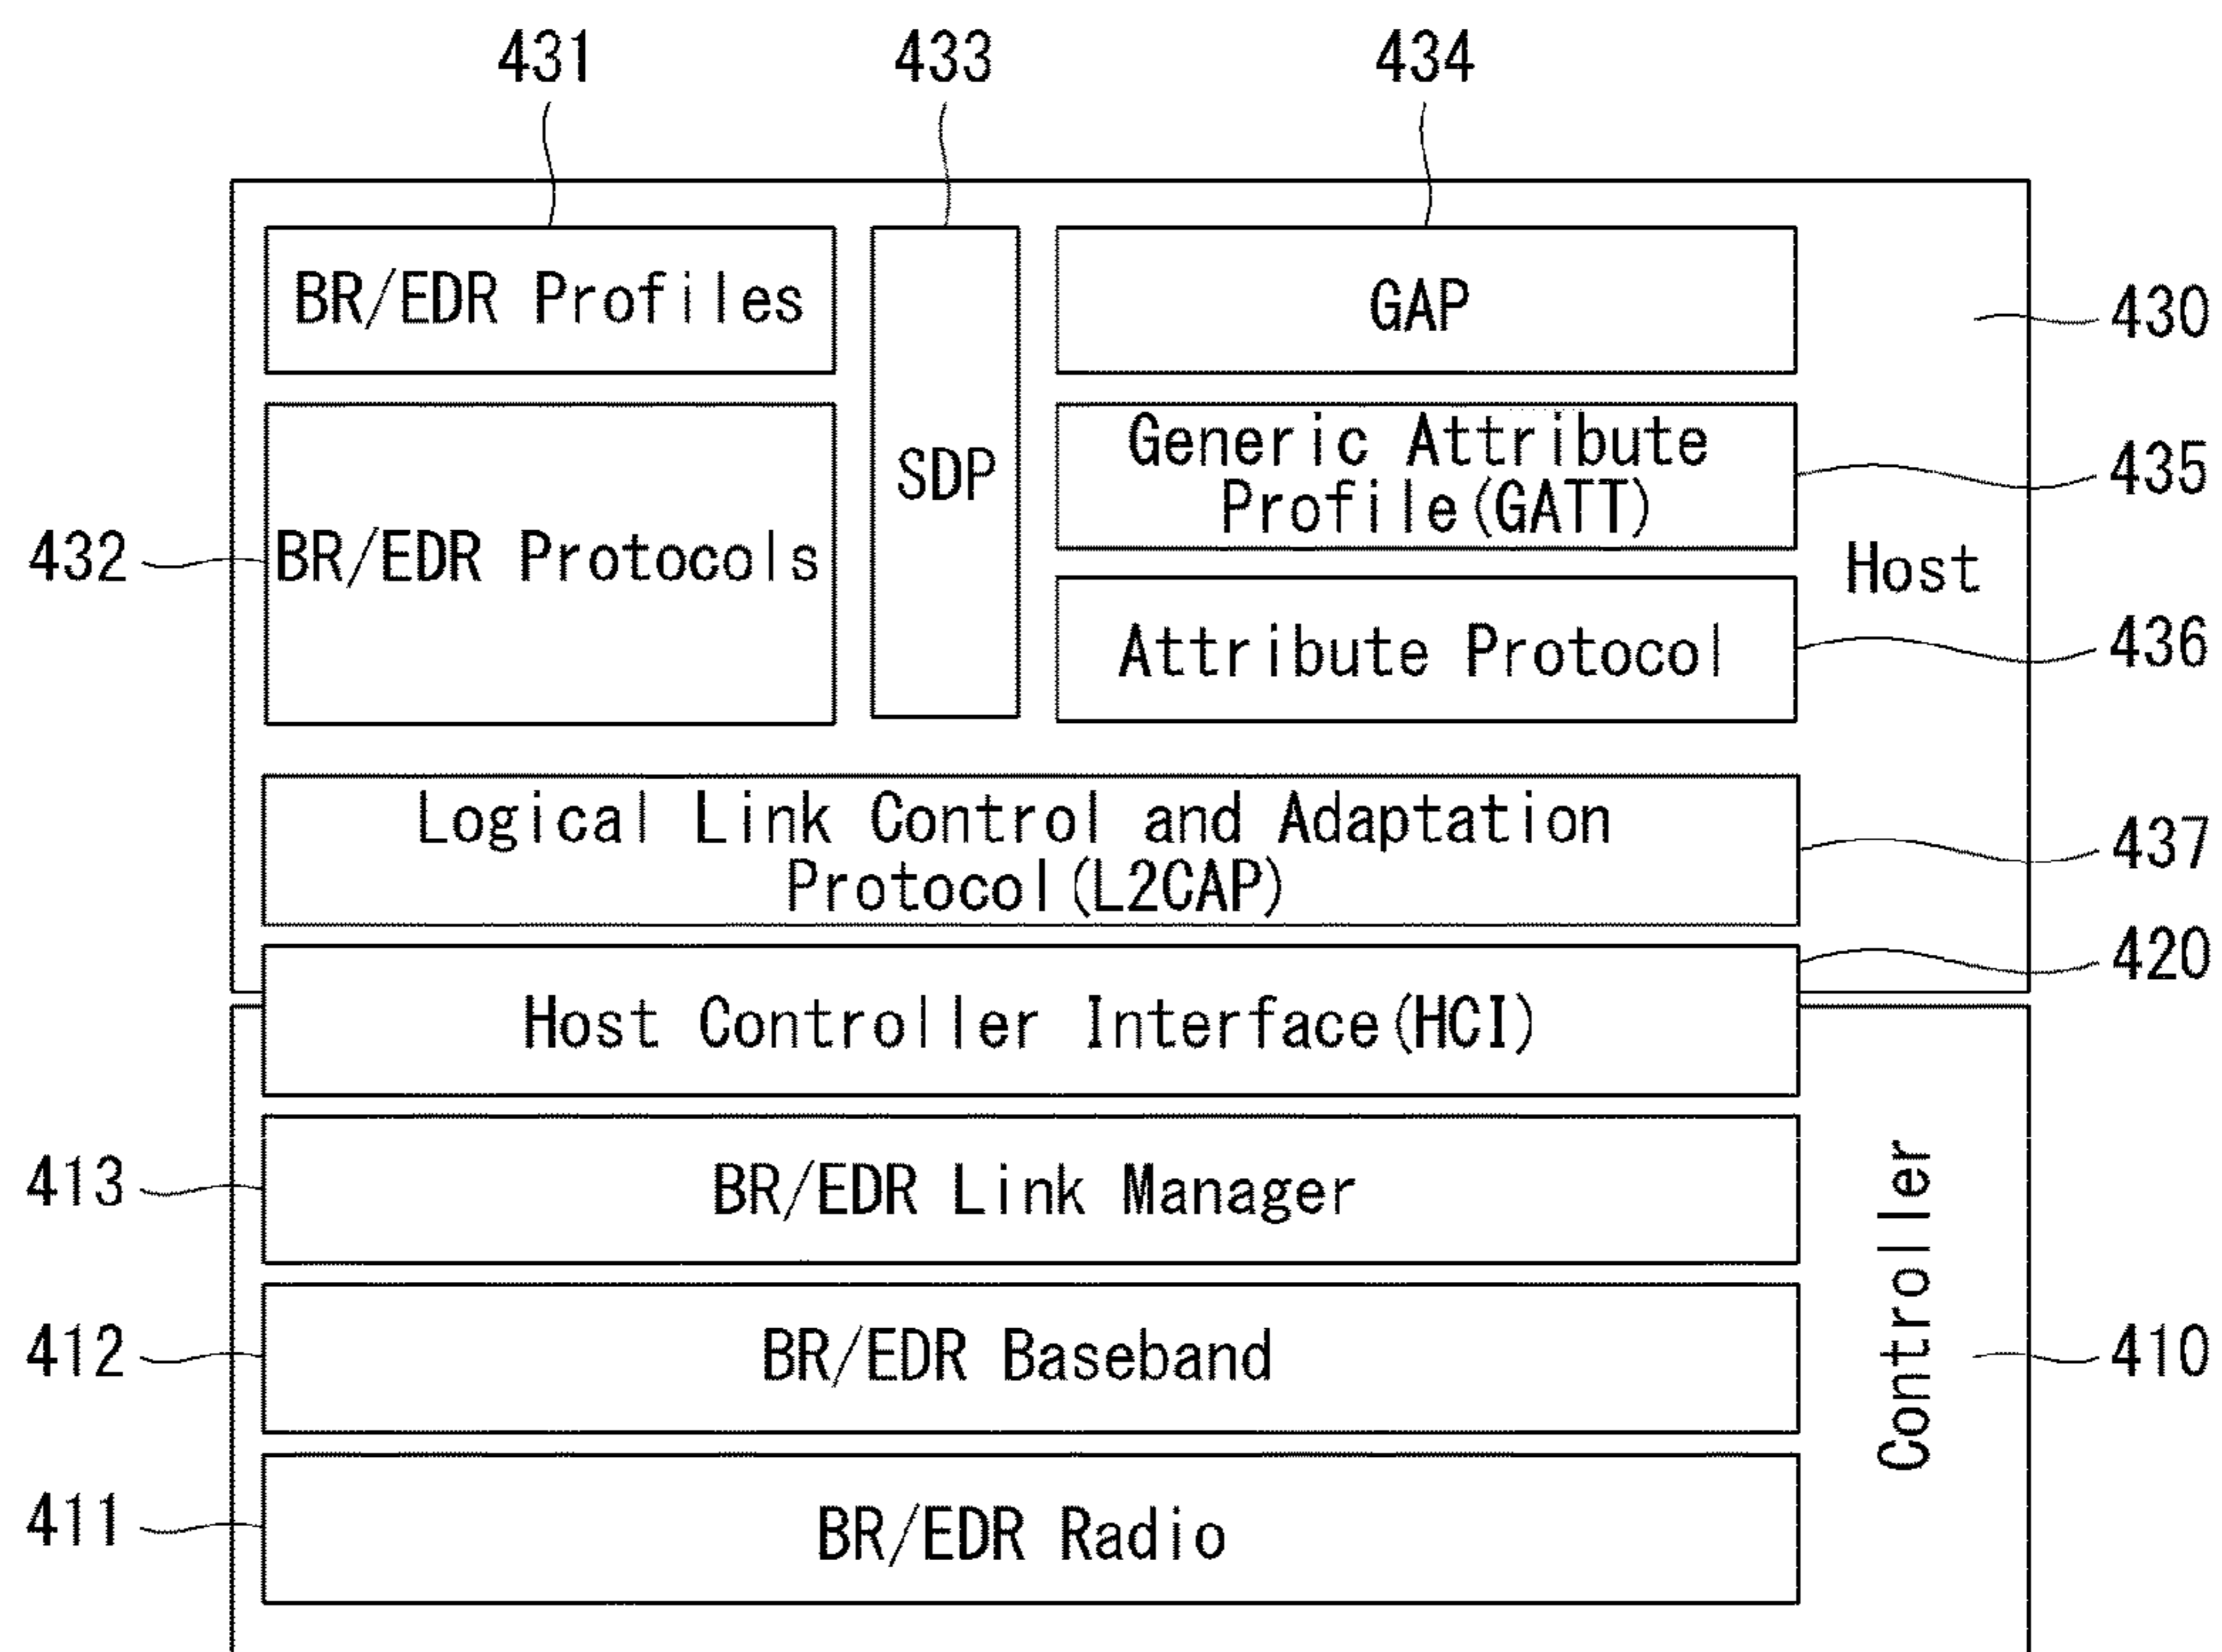 431
433
434
BR/EDR Profiles
GAP
430
SDP
Generic Attribute
Profile(GATT)
435
432
BR/EDR Protocols
Host
Attribute Protocol
436
Logical Link Control and Adaptation
Protocol(L2CAP)
437
420
Host Controller Interface(HCI)
413
BR/EDR Link Manager
Controller
412
BR/EDR Baseband
410
411
BR/EDR Radio